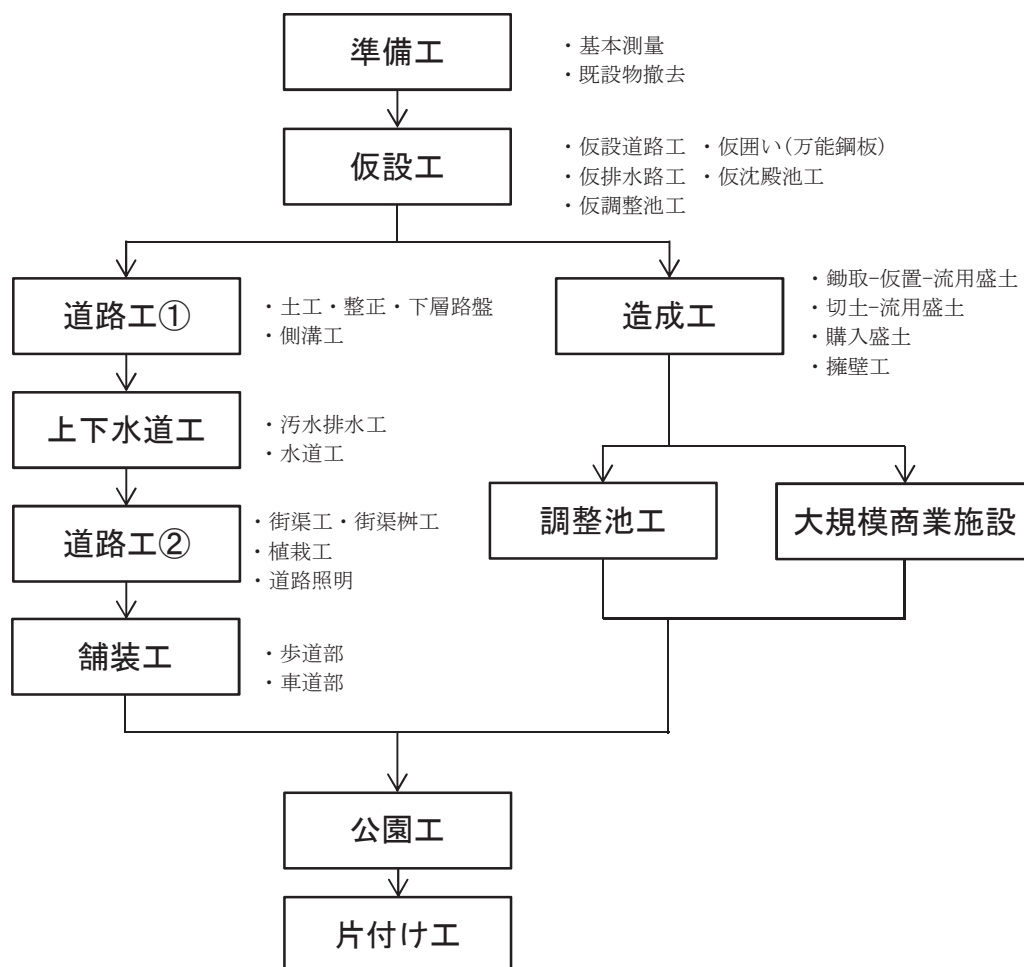 準備工
・基本測量
・既設物撤去
仮設工
・仮設道路工 ・仮囲い(万能鋼板)
・仮排水路工 ・仮沈殿池工
・仮調整池工
道路工①
・土工・整正・下層路盤
・側溝工
造成工
・鋤取-仮置-流用盛土
・切土-流用盛土
・購入盛土
・擁壁工
上下水道工
・汚水排水工
・水道工
道路工②
・街渠工・街渠桝工
・植栽工
・道路照明
調整池工
大規模商業施設
舗装工
・歩道部
・車道部
公園工
片付け工